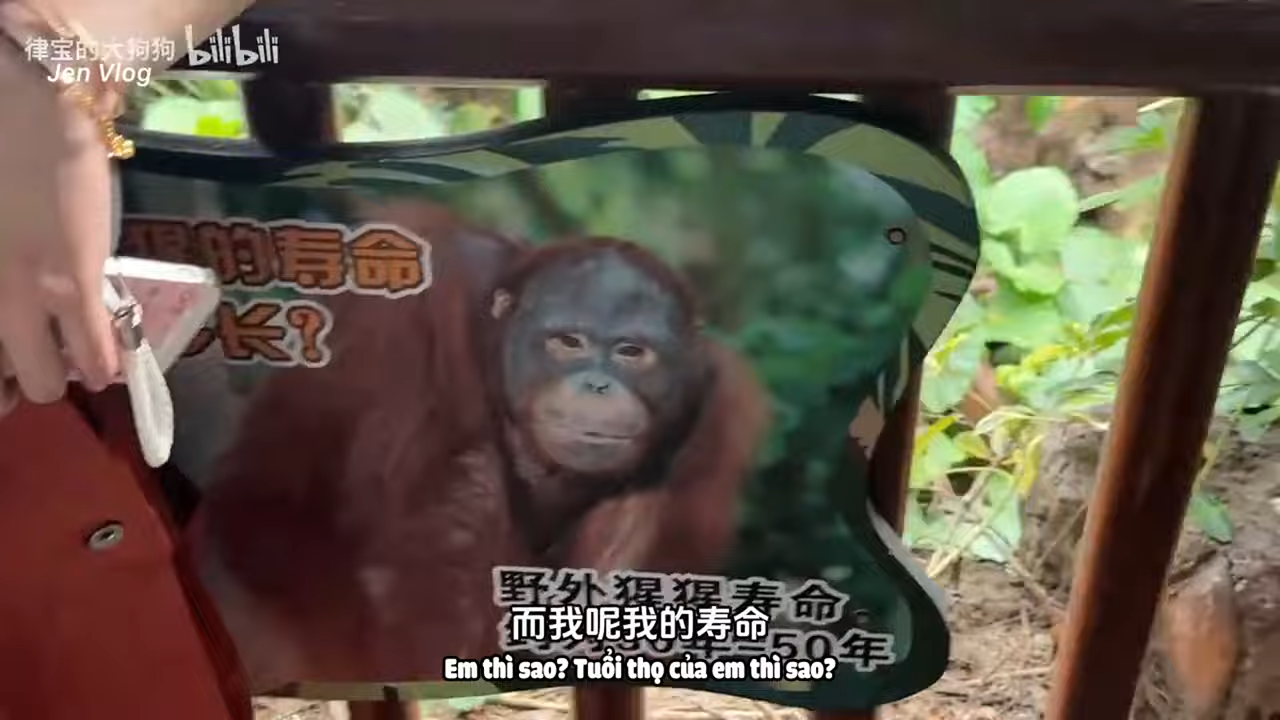 律宝的大狗狗 bilibili
Jen Vlog
猩的寿命
长?
野外猩猩寿命
而我呢我的寿命
50年
Em thì sao? Tuổi thọ của em thì sao?